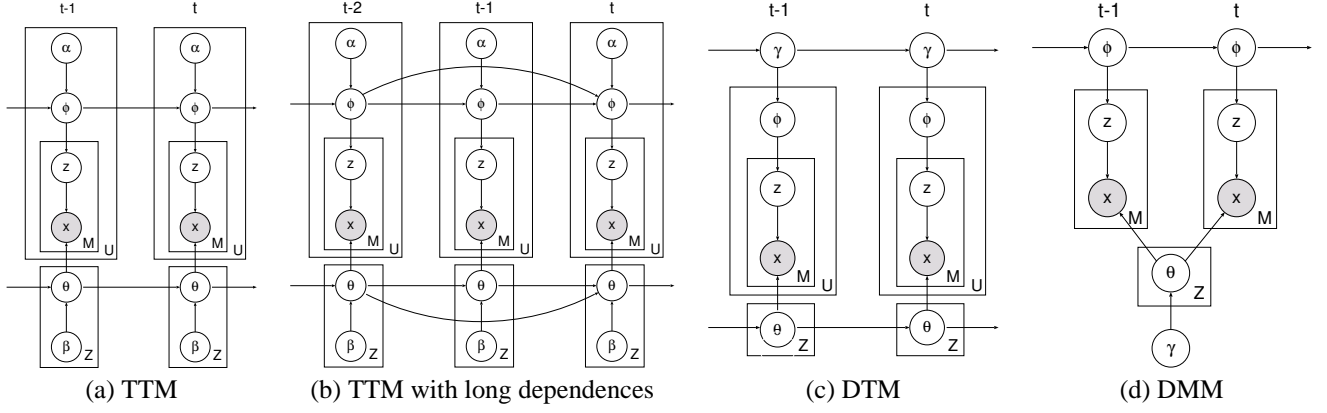 t-1 t
α α
ϕ ϕ
z z
x x
M U M U
θ θ
β Z β Z
(a) TTM
t-2 t-1 t
α α α
ϕ ϕ ϕ
z z z
x x x
M U M U M U
θ θ θ
β Z β Z β Z
(b) TTM with long dependences
t-1 t
γ γ
ϕ ϕ
z z
x x
M U M U
θ Z θ Z
(c) DTM
t-1 t
ϕ ϕ
z z
x M x M
θ Z
γ
(d) DMM